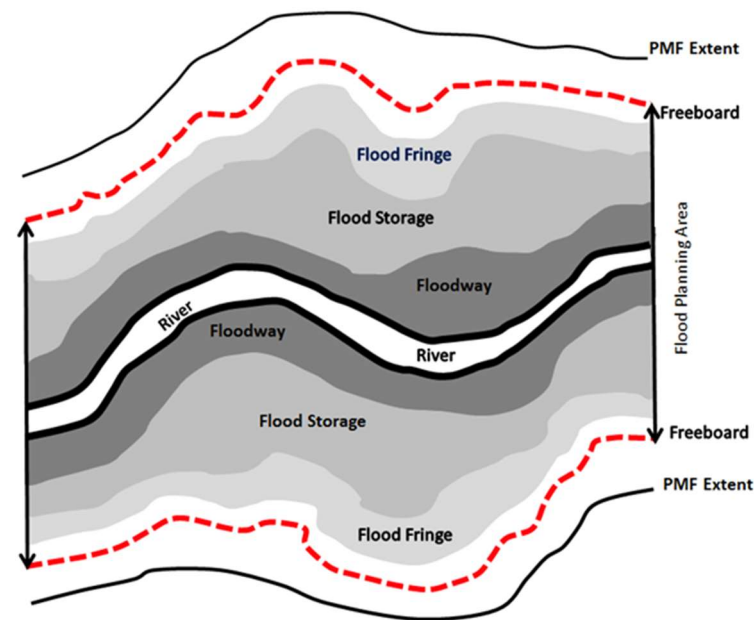 PMF Extent
Freeboard
Flood Fringe
Flood Storage
Flood Planning Area
Floodway
River
Floodway
River
Flood Storage
Freeboard
PMF Extent
Flood Fringe